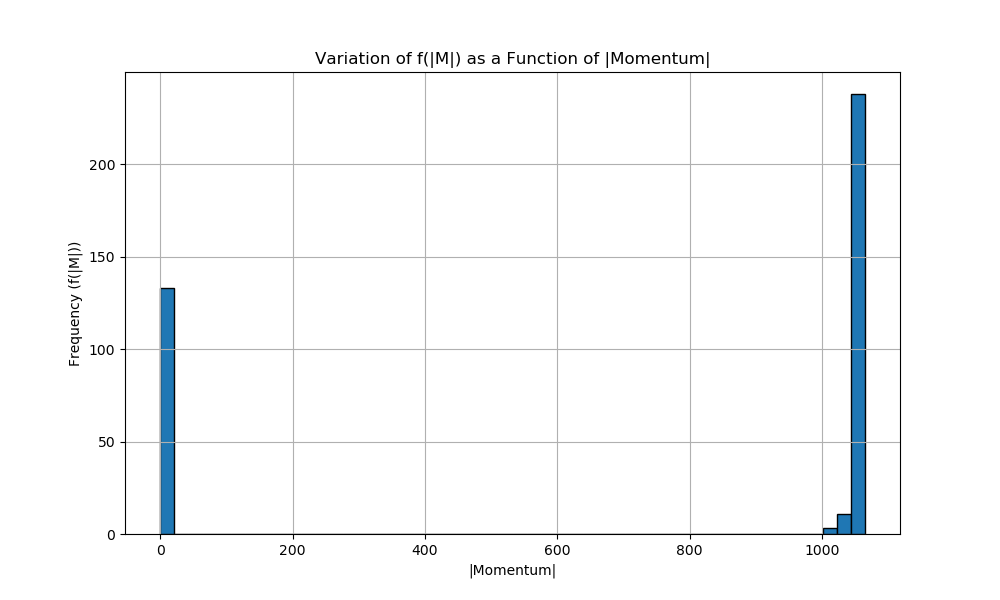 Variation of f(|M|) as a Function of |Momentum|
Frequency (f(|M|))
200
150
100
50
0
0 200 400 600 800 1000
|Momentum|